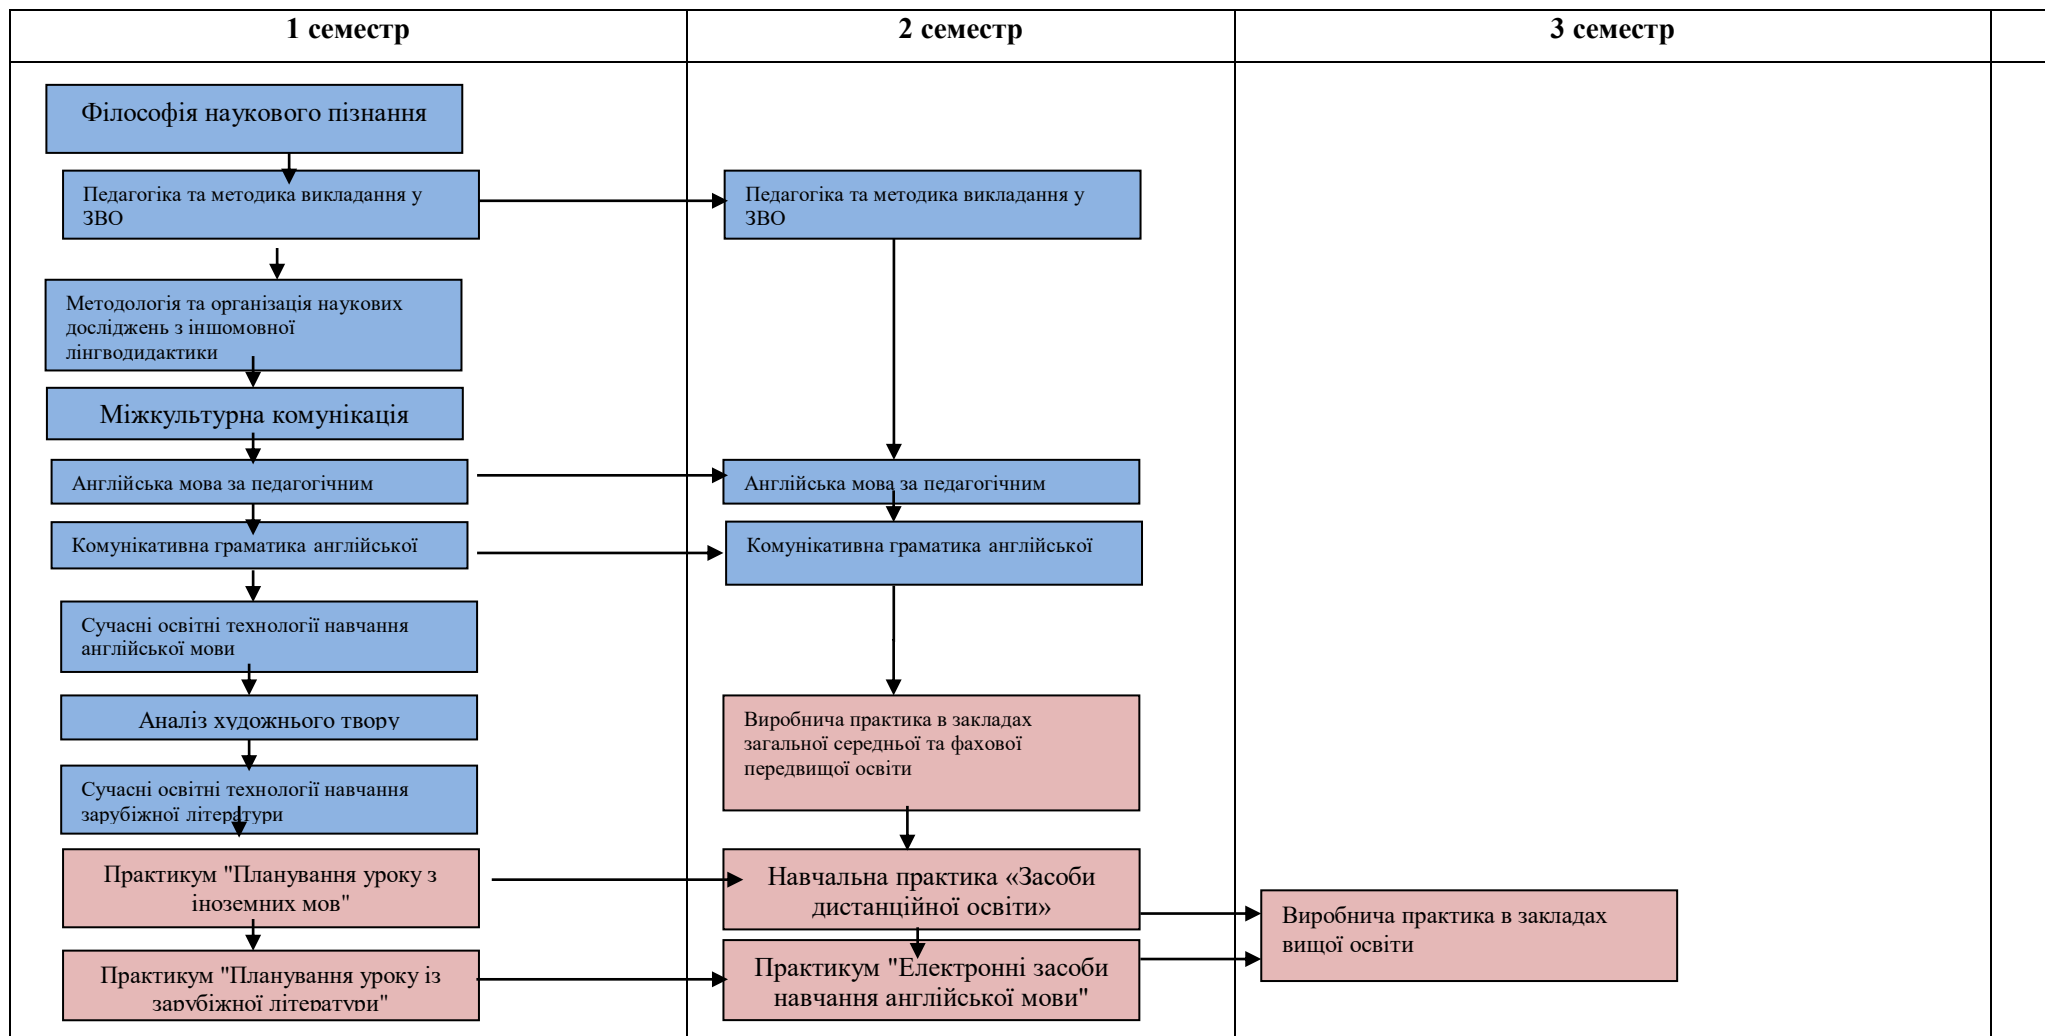 1 семестр
2 семестр
3 семестр
Філософія наукового пізнання
Педагогіка та методика викладання у
ЗВО
Методологія та організація наукових
досліджень з іншомовної
лінгводидактики
Міжкультурна комунікація
Англійська мова за педагогічним
Комунікативна граматика англійської
Сучасні освітні технології навчання
англійської мови
Аналіз художнього твору
Сучасні освітні технології навчання
зарубіжної літератури
Практикум "Планування уроку з
іноземних мов"
Практикум "Планування уроку із
зарубіжної літератури"
Педагогіка та методика викладання у
ЗВО
Англійська мова за педагогічним
Комунікативна граматика англійської
Виробнича практика в закладах
загальної середньої та фахової
передвищої освіти
Навчальна практика «Засоби
дистанційної освіти»
Практикум "Електронні засоби
навчання англійської мови"
Виробнича практика в закладах
вищої освіти